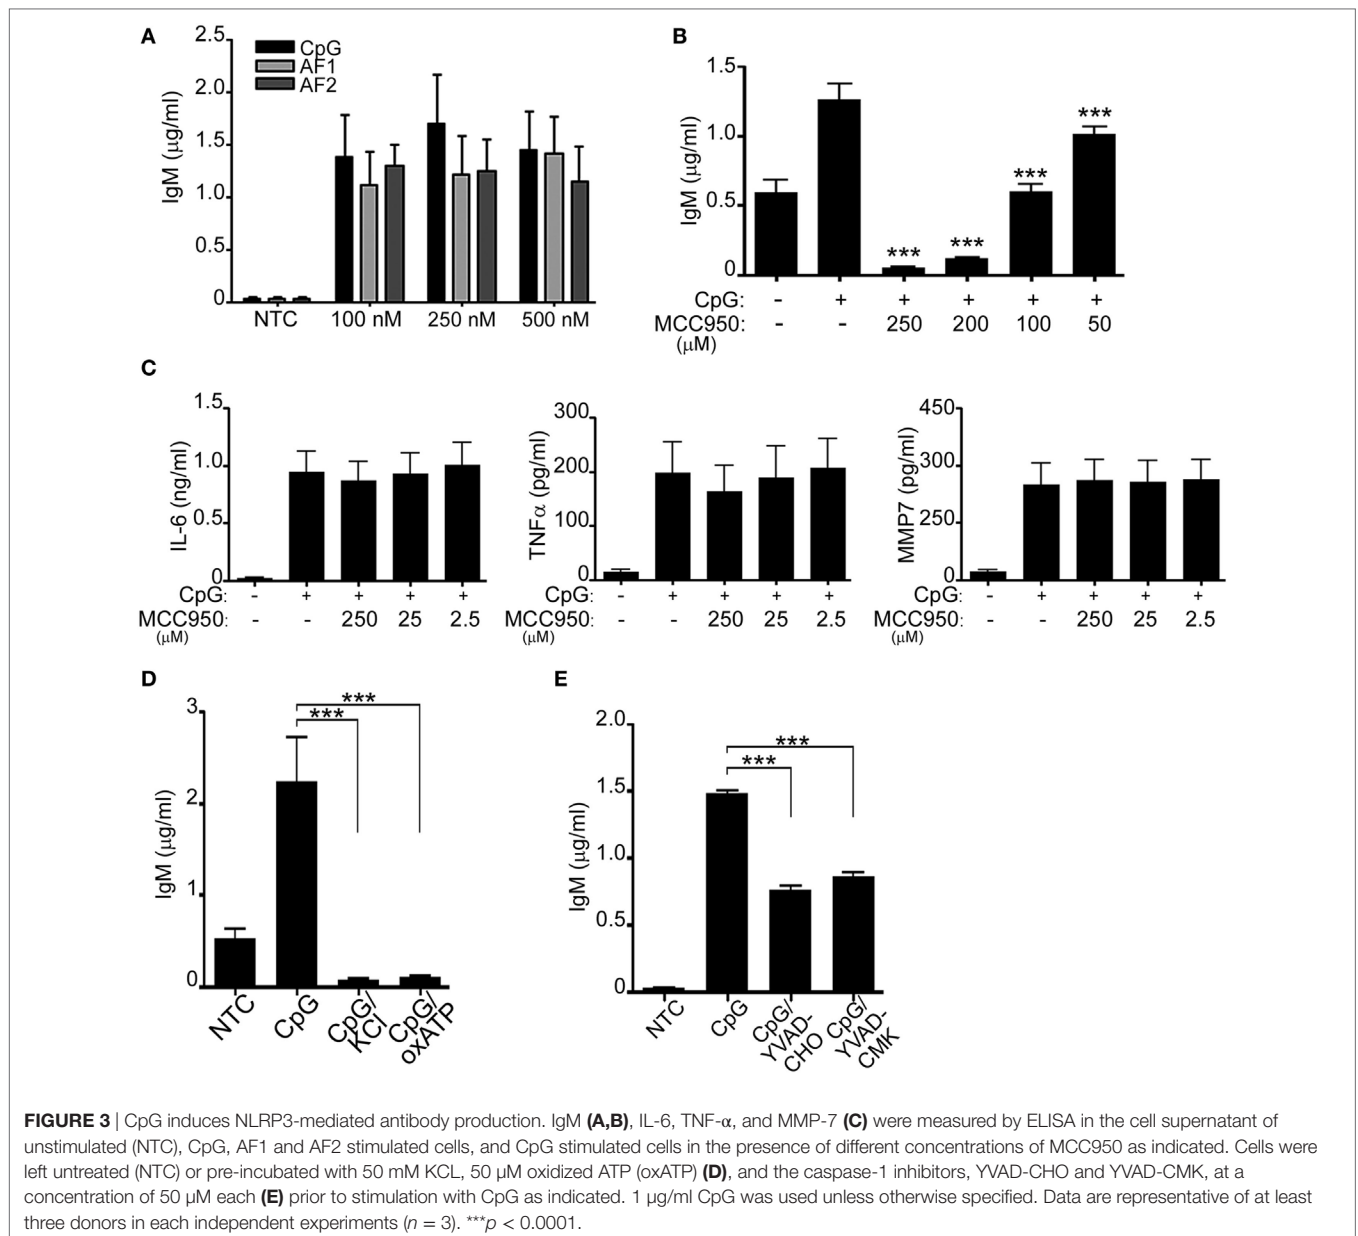 A
2.5
2.0
1.5
1.0
0.5
0
IgM (μg/ml)
CpG
AF1
AF2
NTC 100 nM 250 nM 500 nM
B
1.5
1.0
0.5
0
IgM (μg/ml)
*** *** *** ***
CpG: - + + + + +
MCC950: - - 250 200 100 50
(μM)
C
1.5
1.0
0.5
0
IL-6 (ng/ml)
CpG: - + + + +
MCC950: - - 250 25 2.5
(μM)
300
200
100
0
TNFα (pg/ml)
CpG: - + + + +
MCC950: - - 250 25 2.5
(μM)
450
300
250
0
MMP7 (pg/ml)
CpG: - + + + +
MCC950: - - 250 25 2.5
(μM)
D
3
2
1
0
IgM (μg/ml)
***
***
NTC
CpG
CpG/
KCl
CpG/
oxATP
E
2.0
1.5
1.0
0.5
0
IgM (μg/ml)
***
***
NTC
CpG
CpG/
YVAD-
CHO
CpG/
YVAD-
CMK
FIGURE 3 | CpG induces NLRP3-mediated antibody production. IgM (A,B), IL-6, TNF-α, and MMP-7 (C) were measured by ELISA in the cell supernatant of
unstimulated (NTC), CpG, AF1 and AF2 stimulated cells, and CpG stimulated cells in the presence of different concentrations of MCC950 as indicated. Cells were
left untreated (NTC) or pre-incubated with 50 mM KCL, 50 μM oxidized ATP (oxATP) (D), and the caspase-1 inhibitors, YVAD-CHO and YVAD-CMK, at a
concentration of 50 μM each (E) prior to stimulation with CpG as indicated. 1 μg/ml CpG was used unless otherwise specified. Data are representative of at least
three donors in each independent experiments (n = 3). ***p < 0.0001.